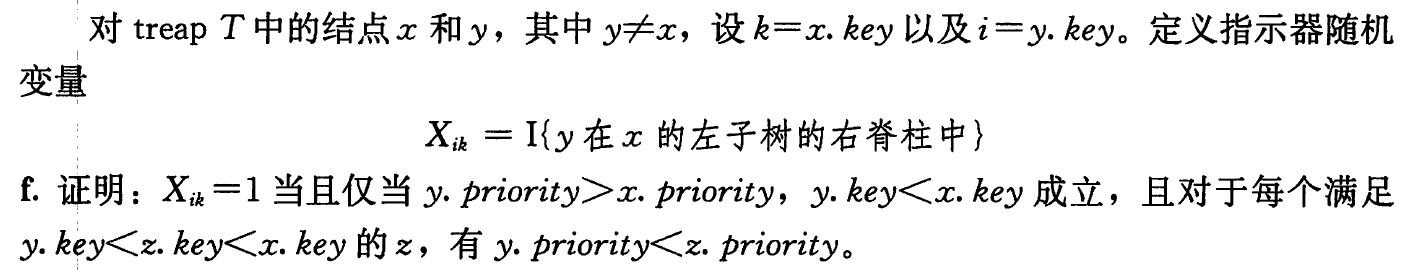 对 treap T 中的结点 x 和 y，其中 y≠x，设 k=x. key 以及 i=y. key。定义指示器随机
变量
X_{ik} = I{y 在 x 的左子树的右脊柱中}
f. 证明：X_{ik}=1 当且仅当 y. priority>x. priority，y. key<x. key 成立，且对于每个满足
y. key<z. key<x. key 的 z，有 y. priority<z. priority。